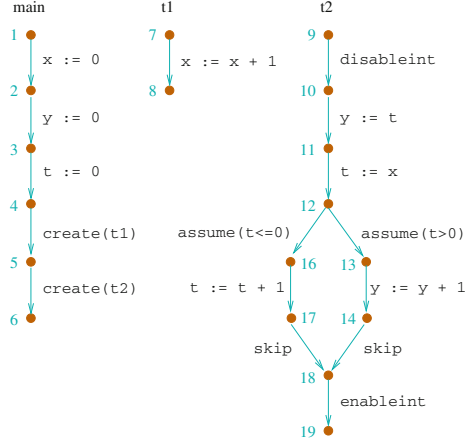 main
t1
t2
1
x := 0
2
y := 0
3
t := 0
4
create(t1)
5
create(t2)
6
7
x := x + 1
8
9
disableint
10
y := t
11
t := x
12
assume(t<=0)
assume(t>0)
16
13
t := t + 1
y := y + 1
17
14
skip
skip
18
enableint
19